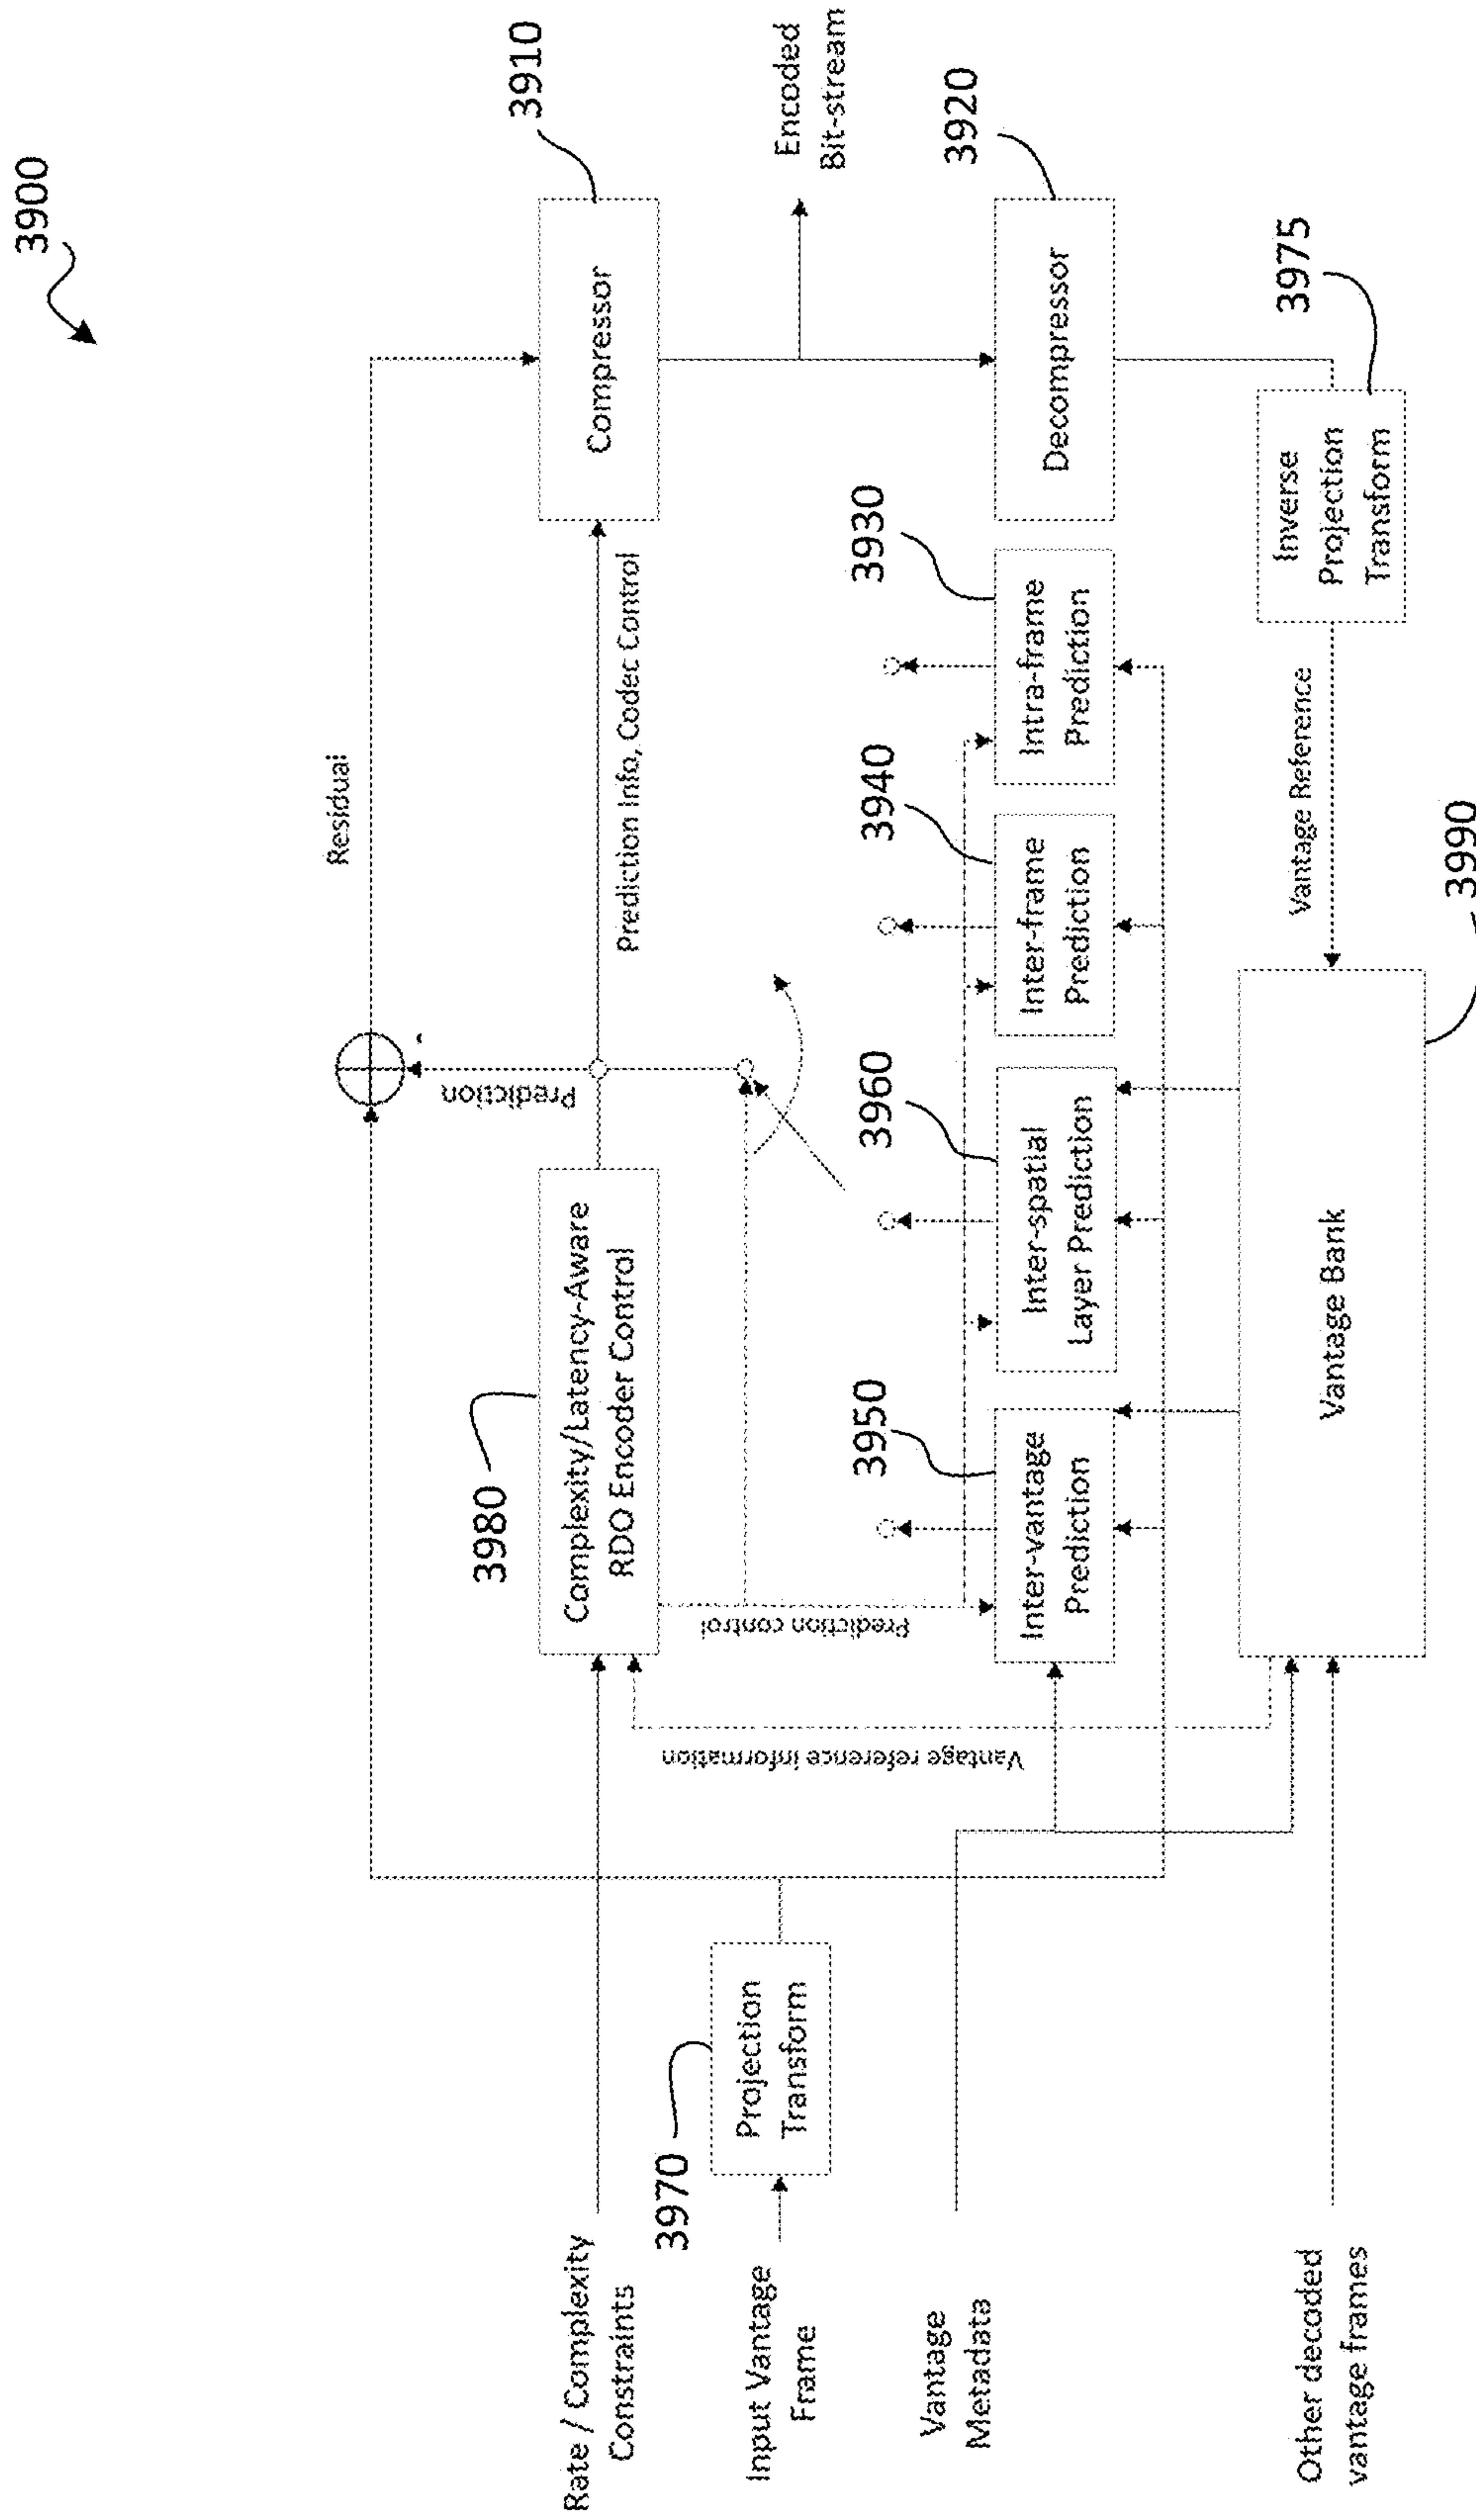 3900
Residual
3980
Complexity/Latency-Aware
RDO Encoder Control
Prediction
Prediction Info, Codec Control
3910
Compressor
Encoded
Bit-stream
Rate / Complexity
Constraints
3970
Projection
Transform
Input Vantage
Frame
Prediction control
Vantage reference information
Vantage
Metadata
3950
Inter-vantage
Prediction
3960
Inter-spatial
Layer Prediction
3940
Inter-frame
Prediction
3930
Intra-frame
Prediction
3920
Decompressor
3975
Inverse
Projection
Transform
Vantage Reference
3990
Vantage Bank
Other decoded
vantage frames